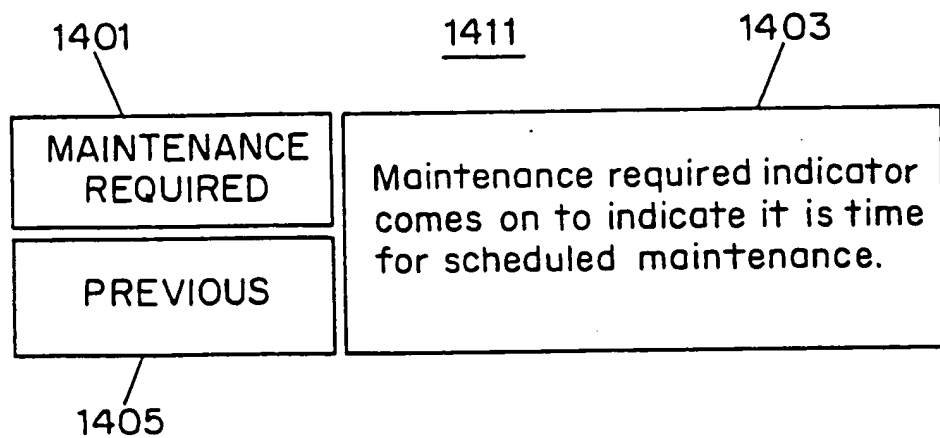 1401
1411
1403
MAINTENANCE
REQUIRED
Maintenance required indicator
comes on to indicate it is time
for scheduled maintenance.
PREVIOUS
1405